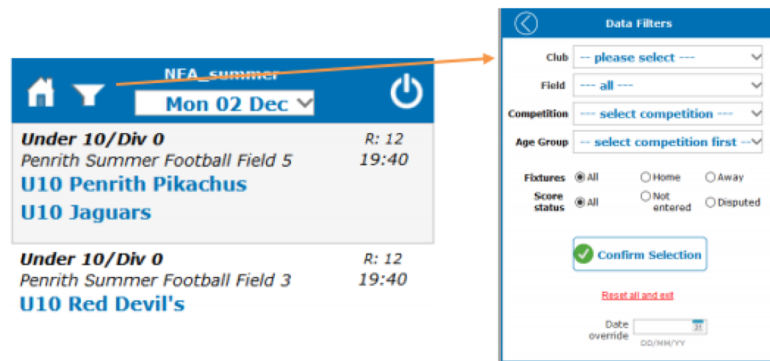 NFA_summer
Mon 02 Dec
Under 10/Div 0 R: 12
Penrith Summer Football Field 5 19:40
U10 Penrith Pikachus
U10 Jaguars
Under 10/Div 0 R: 12
Penrith Summer Football Field 3 19:40
U10 Red Devil's
Data Filters
Club -- please select ---
Field --- all ---
Competition --- select competition ---
Age Group -- select competition first --
Fixtures All Home Away
Score status All Not entered Disputed
Confirm Selection
Reset all and exit
Date override 31
DD/MM/YY